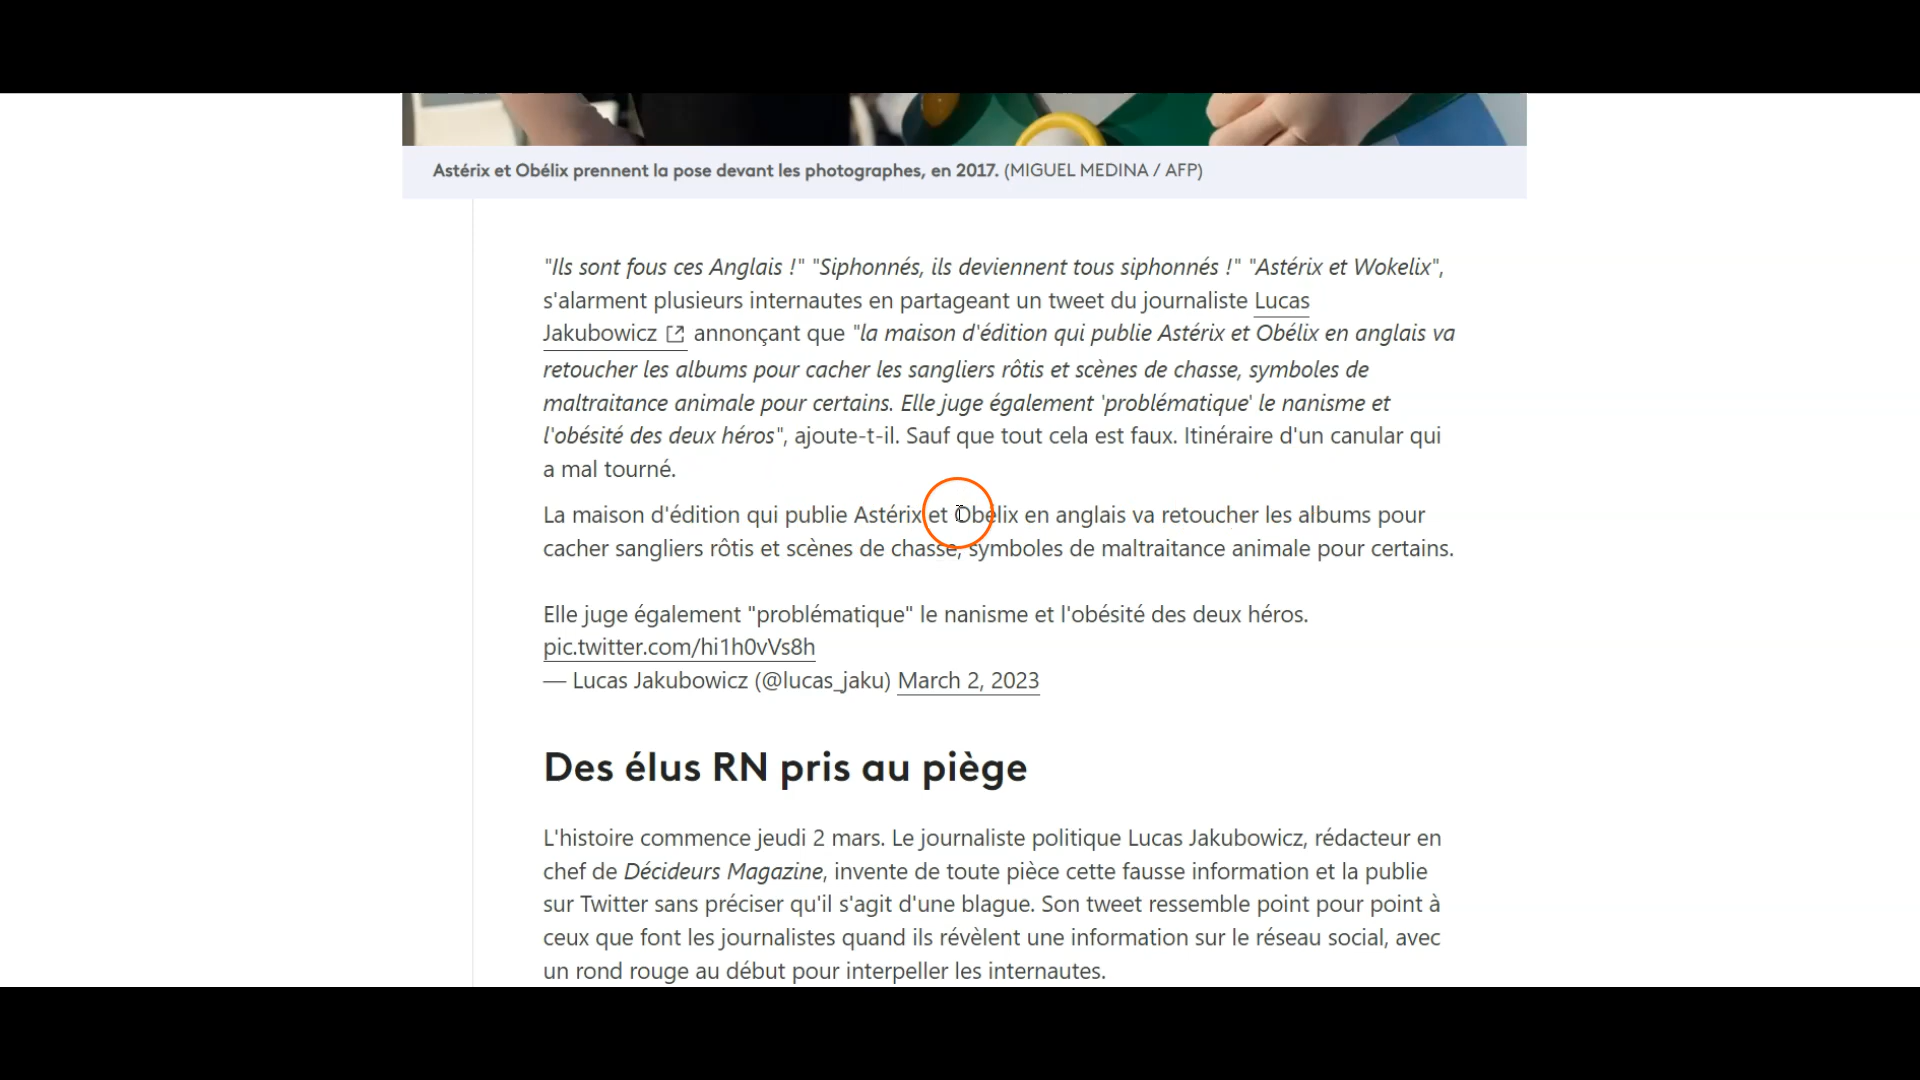 Astérix et Obélix prennent la pose devant les photographes, en 2017. (MIGUEL MEDINA / AFP)
"Ils sont fous ces Anglais !" "Siphonnés, ils deviennent tous siphonnés !" "Astérix et Wokelix",
s'alarment plusieurs internautes en partageant un tweet du journaliste Lucas
Jakubowicz annonçant que "la maison d'édition qui publie Astérix et Obélix en anglais va
retoucher les albums pour cacher les sangliers rôtis et scènes de chasse, symboles de
maltraitance animale pour certains. Elle juge également 'problématique' le nanisme et
l'obésité des deux héros", ajoute-t-il. Sauf que tout cela est faux. Itinéraire d'un canular qui
a mal tourné.
La maison d'édition qui publie Astérix et Obélix en anglais va retoucher les albums pour
cacher sangliers rôtis et scènes de chasse, symboles de maltraitance animale pour certains.
Elle juge également "problématique" le nanisme et l'obésité des deux héros.
pic.twitter.com/hi1h0vVs8h
— Lucas Jakubowicz (@lucas_jaku) March 2, 2023
Des élus RN pris au piège
L'histoire commence jeudi 2 mars. Le journaliste politique Lucas Jakubowicz, rédacteur en
chef de Décideurs Magazine, invente de toute pièce cette fausse information et la publie
sur Twitter sans préciser qu'il s'agit d'une blague. Son tweet ressemble point pour point à
ceux que font les journalistes quand ils révèlent une information sur le réseau social, avec
un rond rouge au début pour interpeller les internautes.